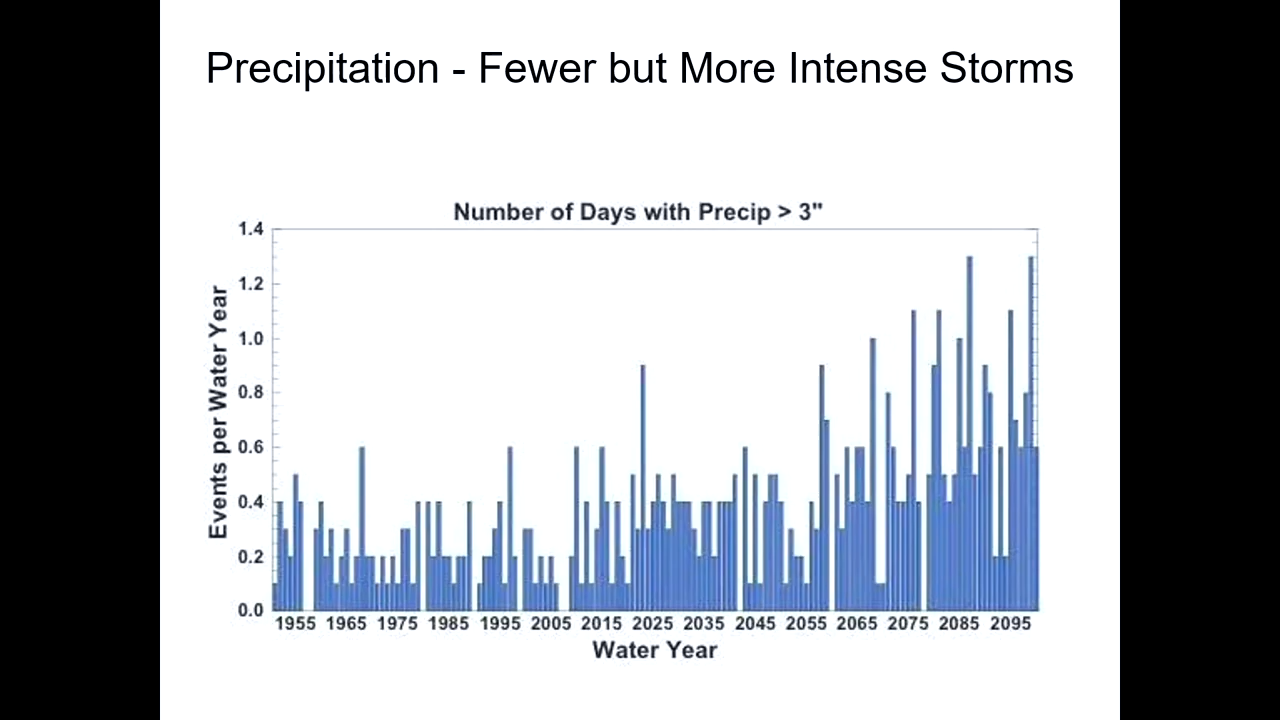 Precipitation - Fewer but More Intense Storms
Number of Days with Precip > 3"
Events per Water Year
1.4
1.2
1.0
0.8
0.6
0.4
0.2
0.0
1955 1965 1975 1985 1995 2005 2015 2025 2035 2045 2055 2065 2075 2085 2095
Water Year